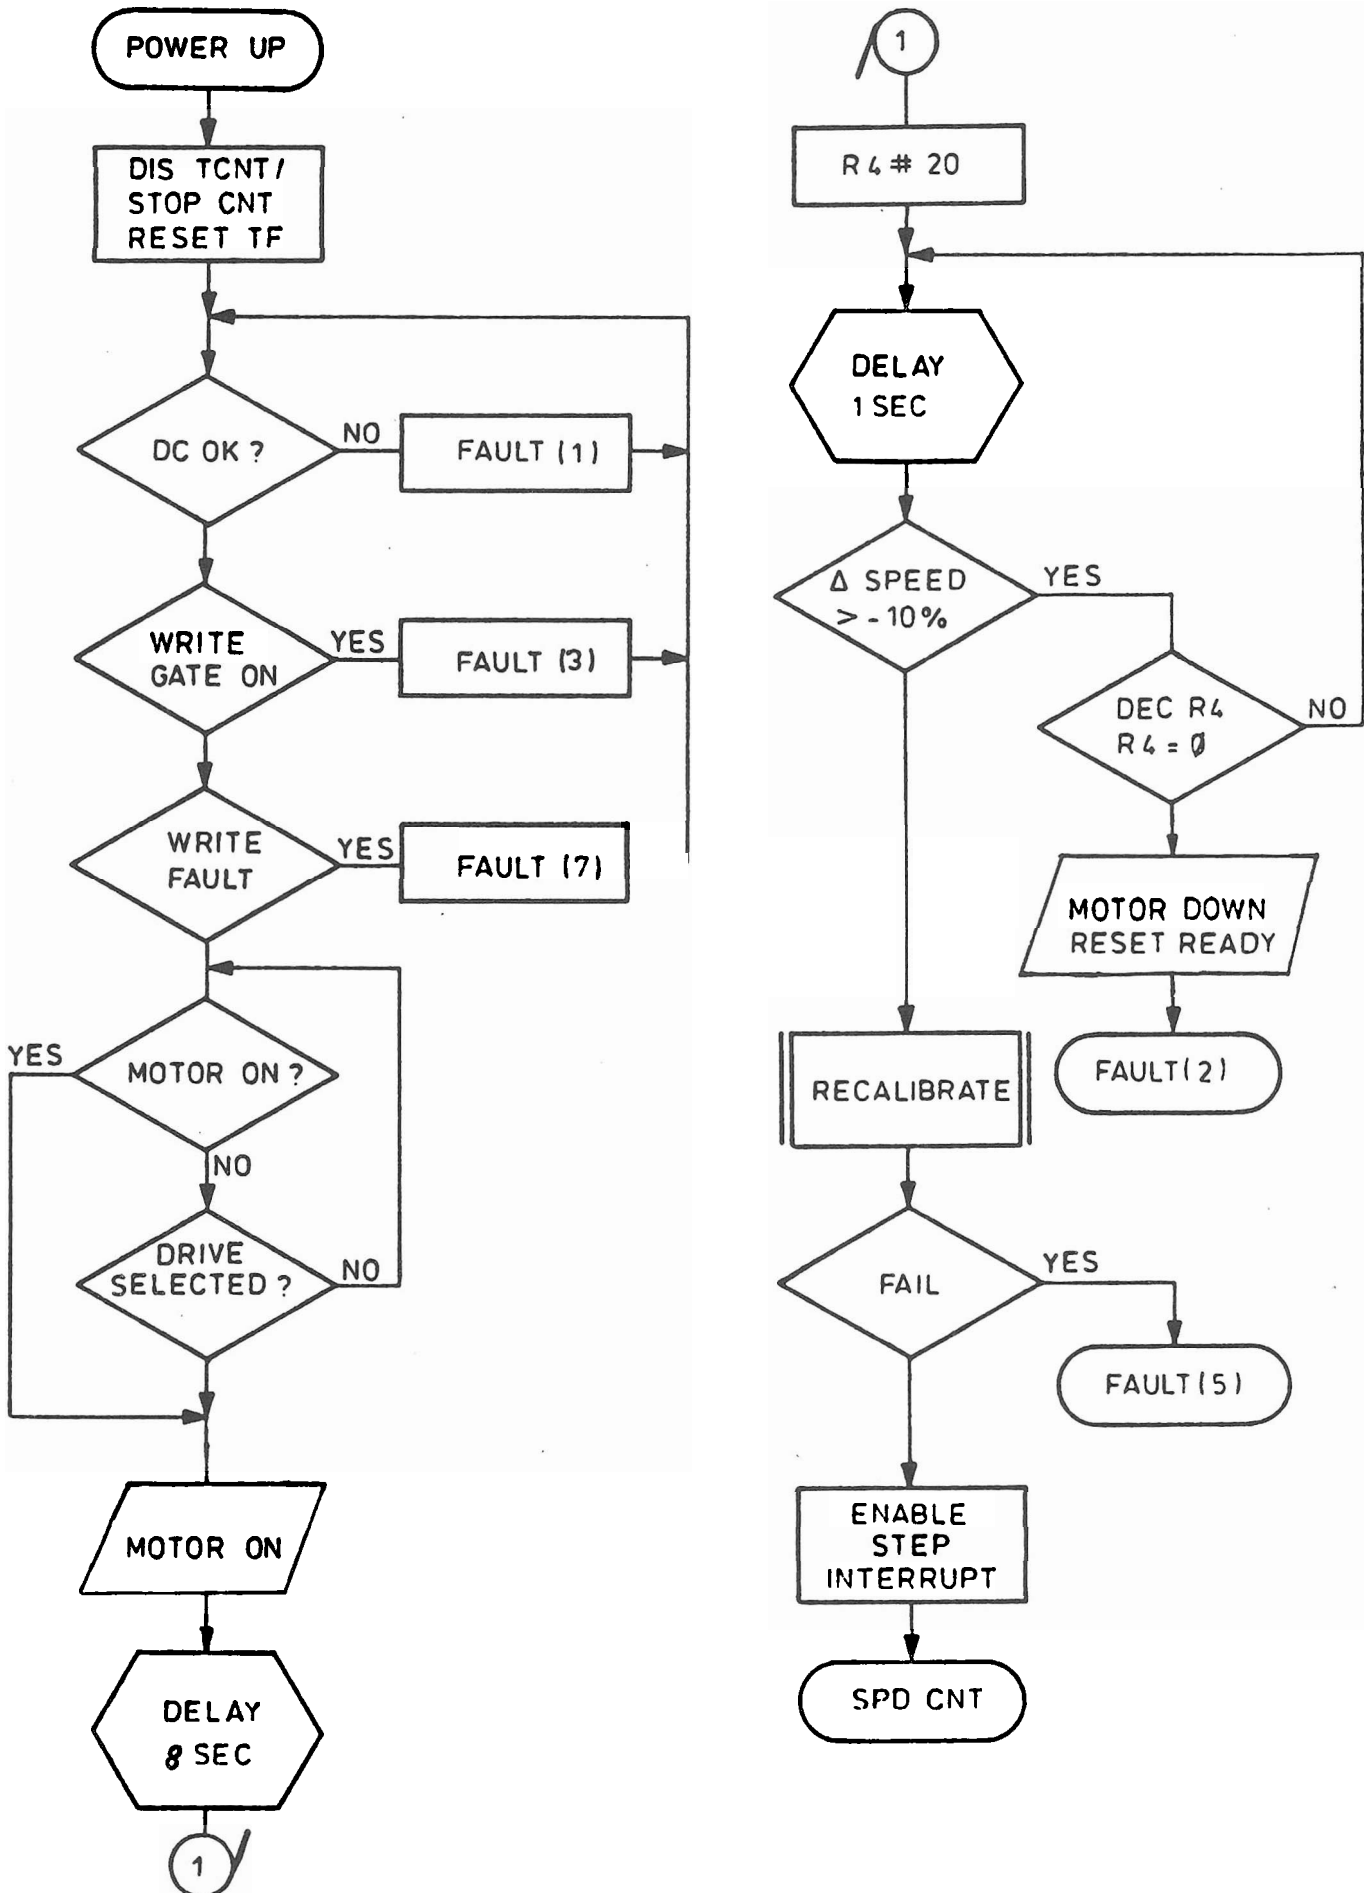 POWER UP
DIS TCNT/
STOP CNT
RESET TF
DC OK ?
NO
FAULT (1)
WRITE
GATE ON
YES
FAULT (3)
WRITE
FAULT
YES
FAULT (7)
YES
MOTOR ON ?
NO
DRIVE
SELECTED ?
NO
MOTOR ON
DELAY
8 SEC
1
1
R4 # 20
DELAY
1 SEC
Δ SPEED
> -10%
YES
DEC R4
R4 = 0
NO
MOTOR DOWN
RESET READY
FAULT(2)
RECALIBRATE
FAIL
YES
FAULT(5)
ENABLE
STEP
INTERRUPT
SPD CNT